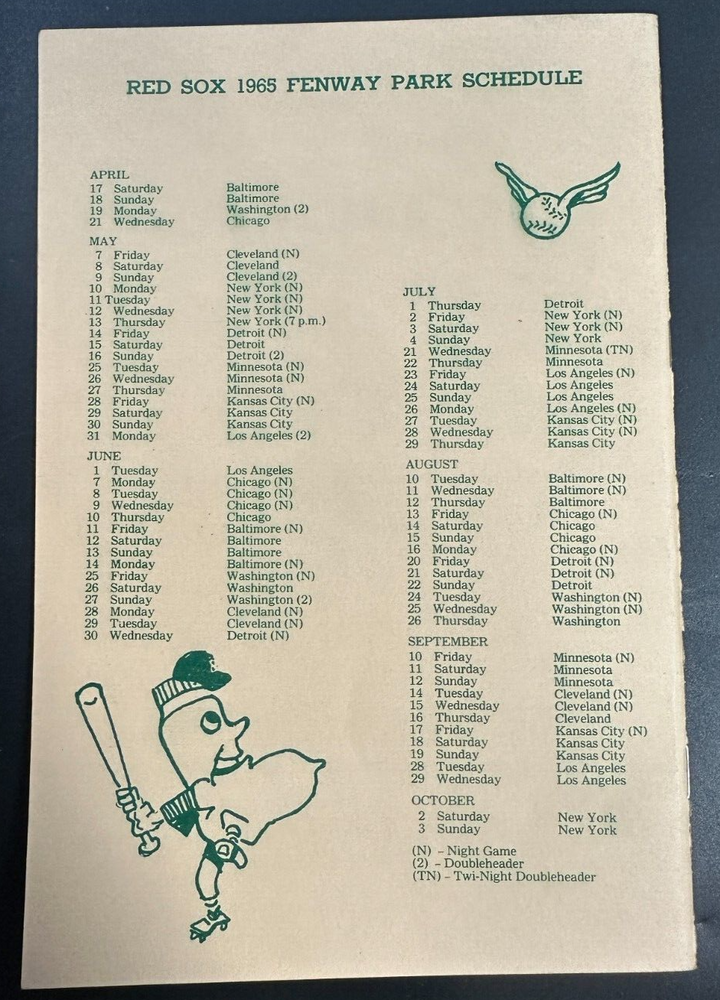 RED SOX 1965 FENWAY PARK SCHEDULE
APRIL
17 Saturday Baltimore
18 Sunday Baltimore
19 Monday Washington (2)
21 Wednesday Chicago
MAY
7 Friday Cleveland (N)
8 Saturday Cleveland
9 Sunday Cleveland (2)
10 Monday New York (N)
11 Tuesday New York (N)
12 Wednesday New York (N)
13 Thursday New York (7 p.m.)
14 Friday Detroit (N)
15 Saturday Detroit
16 Sunday Detroit (2)
25 Tuesday Minnesota (N)
26 Wednesday Minnesota (N)
27 Thursday Minnesota
28 Friday Kansas City (N)
29 Saturday Kansas City
30 Sunday Kansas City
31 Monday Los Angeles (2)
JUNE
1 Tuesday Los Angeles
7 Monday Chicago (N)
8 Tuesday Chicago (N)
9 Wednesday Chicago (N)
10 Thursday Chicago
11 Friday Baltimore (N)
12 Saturday Baltimore
13 Sunday Baltimore
14 Monday Baltimore (N)
25 Friday Washington (N)
26 Saturday Washington
27 Sunday Washington (2)
28 Monday Cleveland (N)
29 Tuesday Cleveland (N)
30 Wednesday Detroit (N)
JULY
1 Thursday Detroit
2 Friday New York (N)
3 Saturday New York (N)
4 Sunday New York
21 Wednesday Minnesota (TN)
22 Thursday Minnesota
23 Friday Los Angeles (N)
24 Saturday Los Angeles
25 Sunday Los Angeles
26 Monday Los Angeles (N)
27 Tuesday Kansas City (N)
28 Wednesday Kansas City (N)
29 Thursday Kansas City
AUGUST
10 Tuesday Baltimore (N)
11 Wednesday Baltimore (N)
12 Thursday Baltimore
13 Friday Chicago (N)
14 Saturday Chicago
15 Sunday Chicago
16 Monday Chicago (N)
20 Friday Detroit (N)
21 Saturday Detroit (N)
22 Sunday Detroit
24 Tuesday Washington (N)
25 Wednesday Washington (N)
26 Thursday Washington
SEPTEMBER
10 Friday Minnesota (N)
11 Saturday Minnesota
12 Sunday Minnesota
14 Tuesday Cleveland (N)
15 Wednesday Cleveland (N)
16 Thursday Cleveland
17 Friday Kansas City (N)
18 Saturday Kansas City
19 Sunday Kansas City
28 Tuesday Los Angeles
29 Wednesday Los Angeles
OCTOBER
2 Saturday New York
3 Sunday New York
(N) - Night Game
(2) - Doubleheader
(TN) - Twi-Night Doubleheader